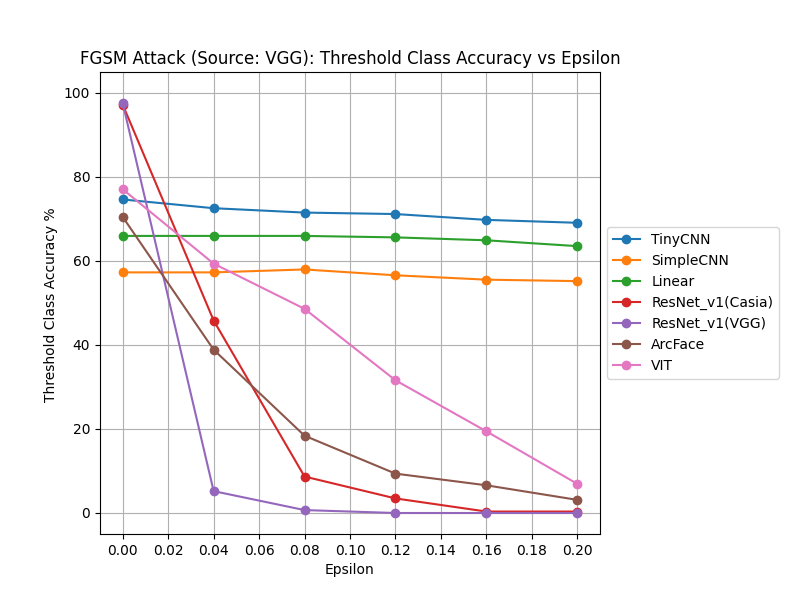 FGSM Attack (Source: VGG): Threshold Class Accuracy vs Epsilon
Threshold Class Accuracy %
100
80
60
40
20
0
0.00 0.02 0.04 0.06 0.08 0.10 0.12 0.14 0.16 0.18 0.20
Epsilon
TinyCNN
SimpleCNN
Linear
ResNet_v1(Casia)
ResNet_v1(VGG)
ArcFace
VIT